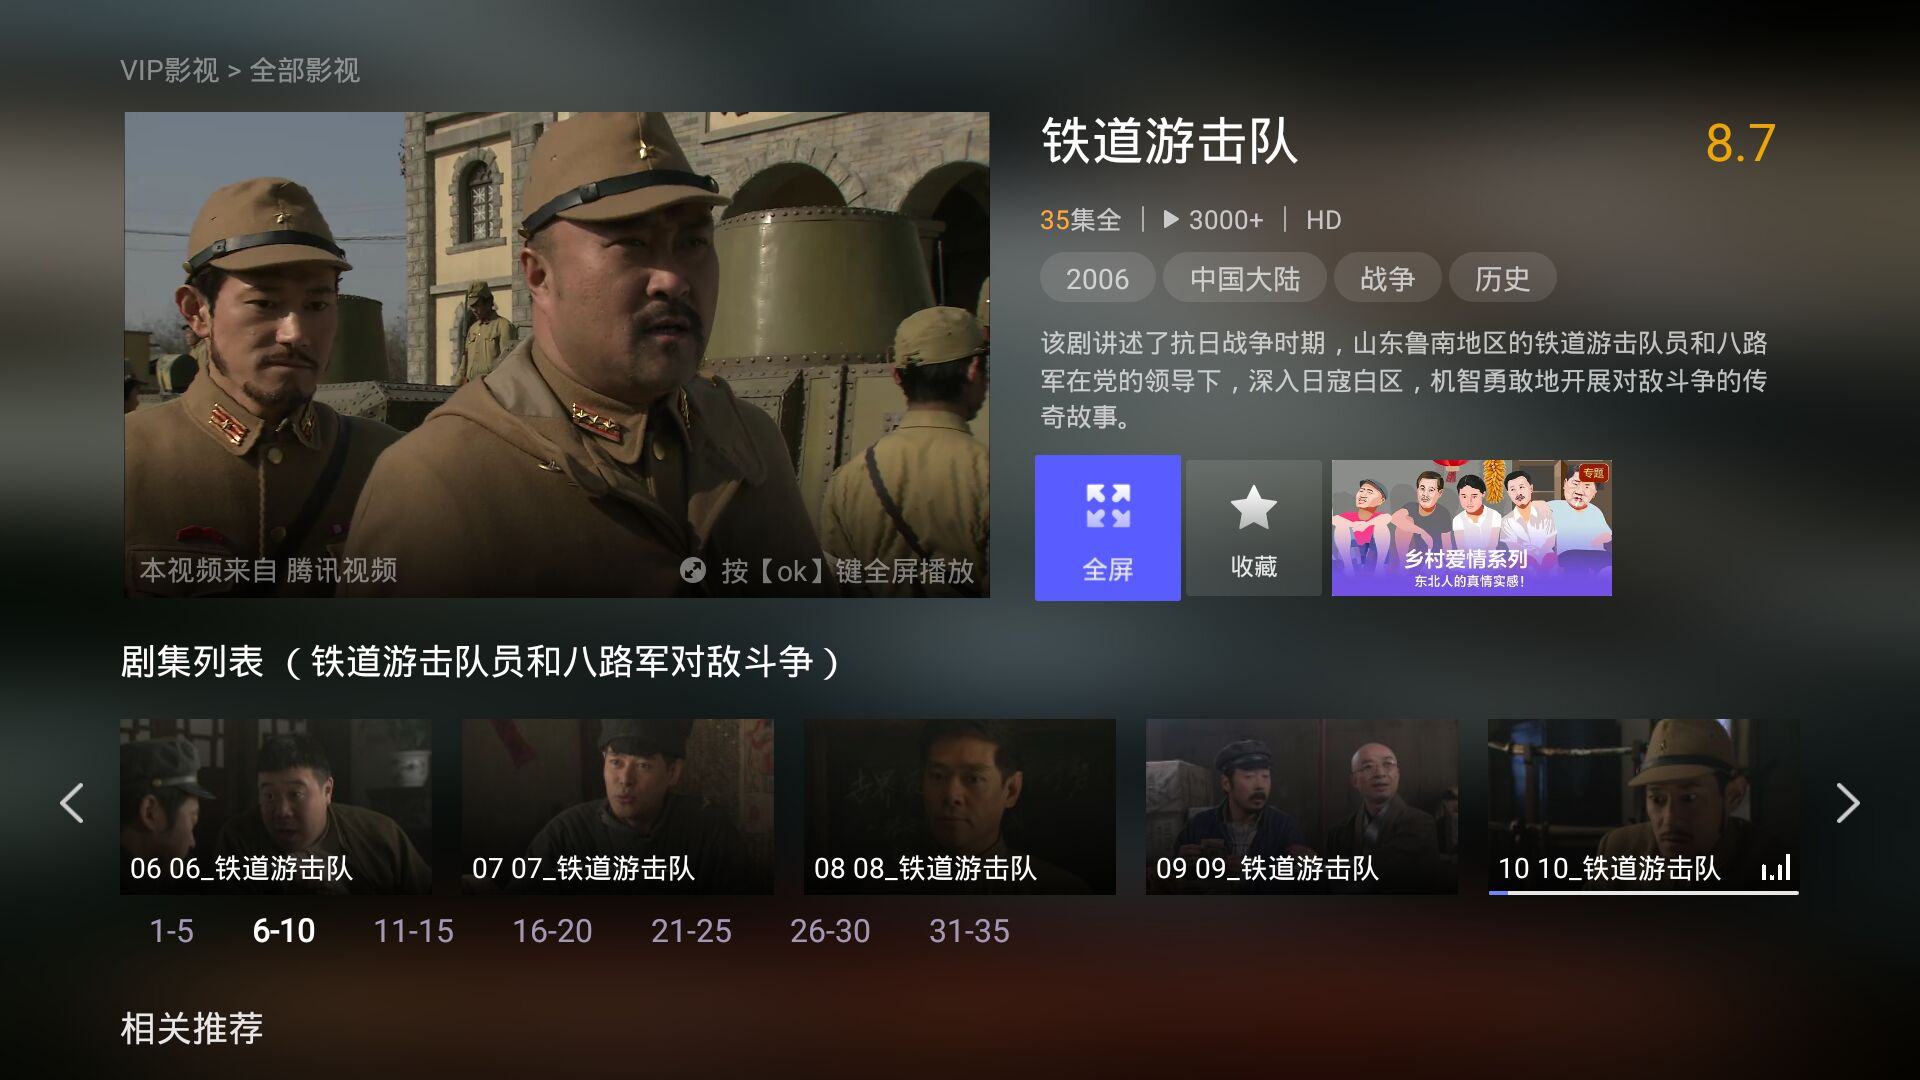 VIP影视 > 全部影视
铁道游击队
8.7
35集全 | 3000+ | HD
2006 中国大陆 战争 历史
该剧讲述了抗日战争时期，山东鲁南地区的铁道游击队员和八路
军在党的领导下，深入日寇白区，机智勇敢地开展对敌斗争的传
奇故事。
本视频来自 腾讯视频
按【ok】键全屏播放
全屏
收藏
专题
乡村爱情系列
东北人的真情实感！
剧集列表 （铁道游击队员和八路军对敌斗争）
06 06_铁道游击队
07 07_铁道游击队
08 08_铁道游击队
09 09_铁道游击队
10 10_铁道游击队
1-5 6-10 11-15 16-20 21-25 26-30 31-35
相关推荐